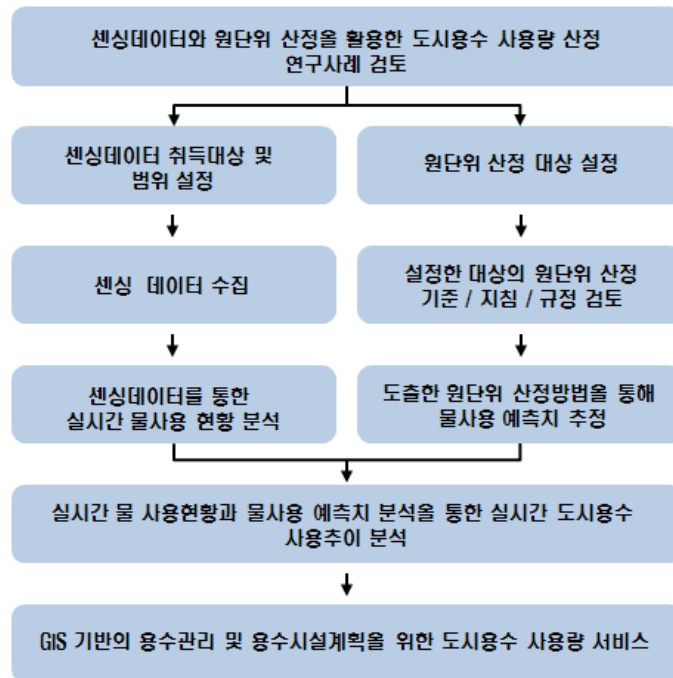 센싱데이터와 원단위 산정을 활용한 도시용수 사용량 산정
연구사례 검토
센싱데이터 취득대상 및
범위 설정
원단위 산정 대상 설정
센싱 데이터 수집
설정한 대상의 원단위 산정
기준 / 지침 / 규정 검토
센싱데이터를 통한
실시간 물사용 현황 분석
도출한 원단위 산정방법을 통해
물사용 예측치 추정
실시간 물 사용현황과 물사용 예측치 분석을 통한 실시간 도시용수
사용추이 분석
GIS 기반의 용수관리 및 용수시설계획을 위한 도시용수 사용량 서비스